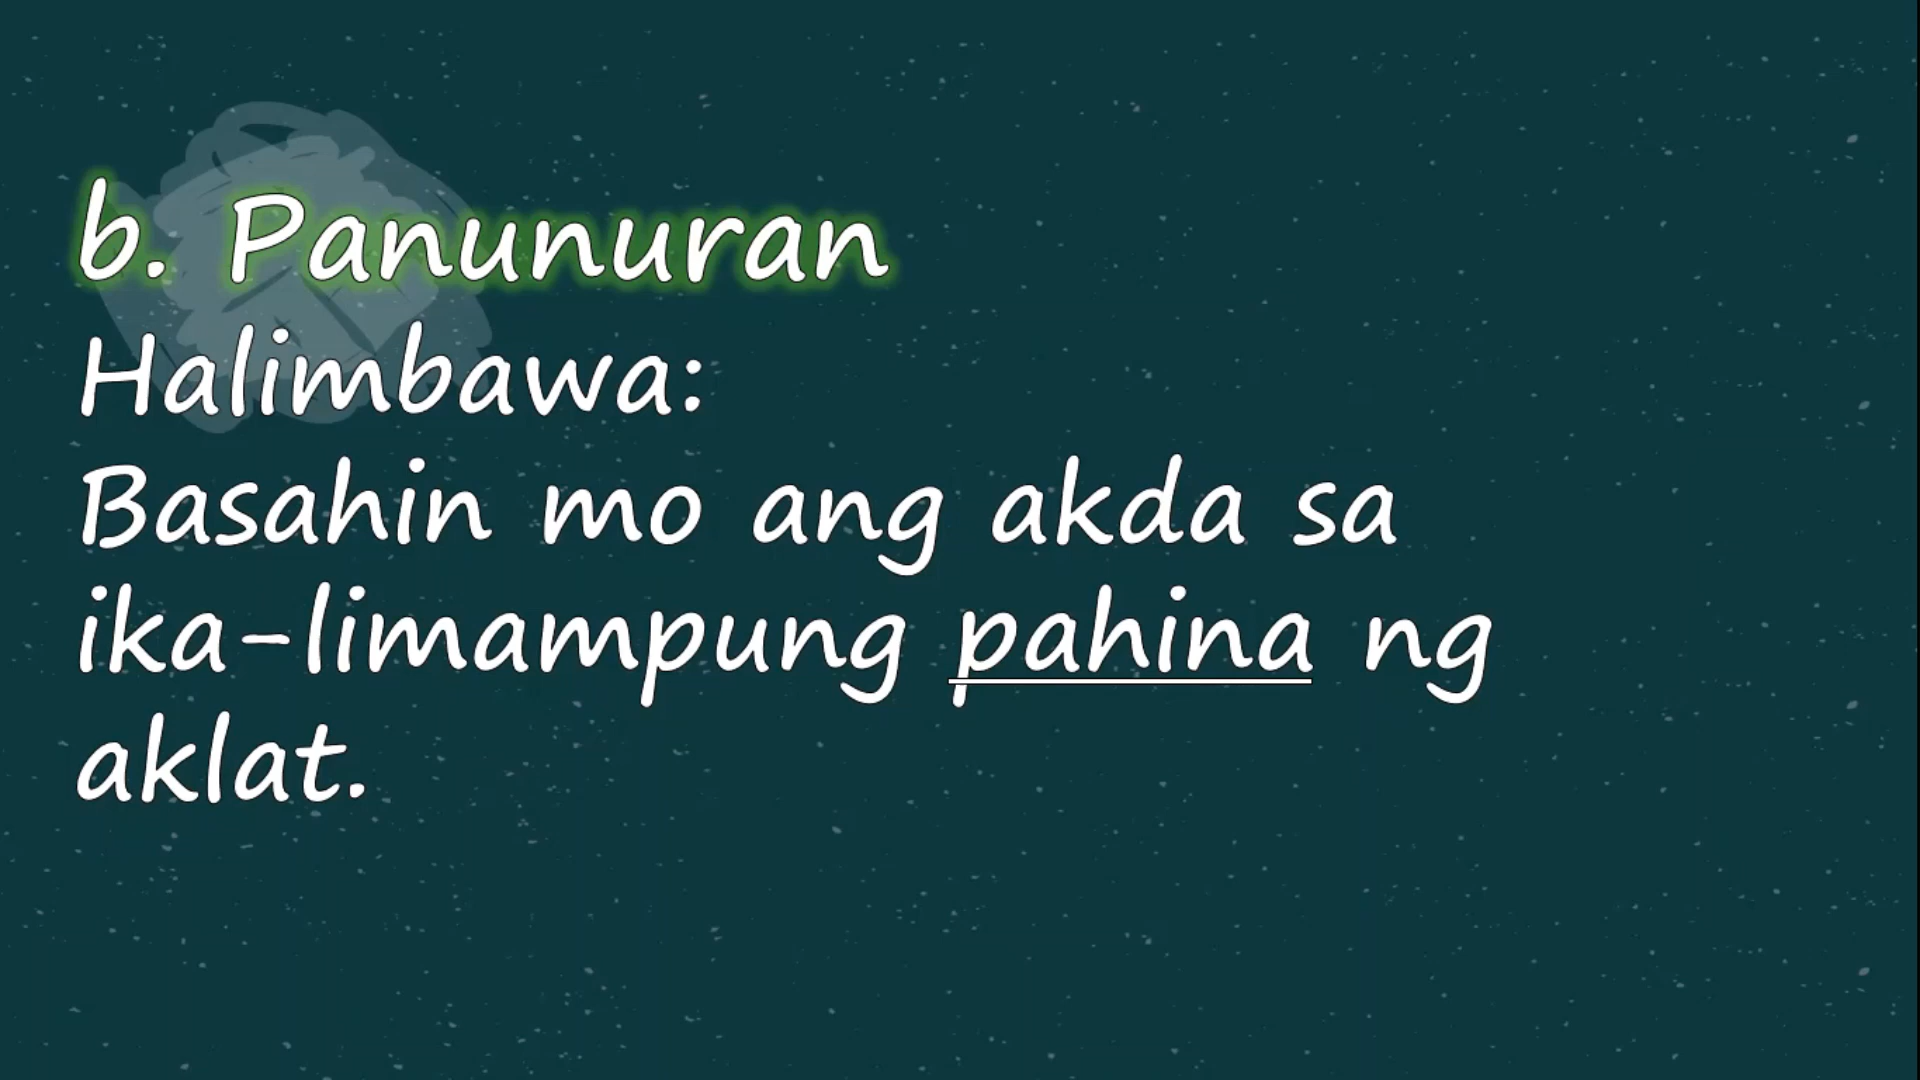 b. Panunuran
Halimbawa:
Basahin mo ang akda sa
ika-limampung pahina ng
aklat.